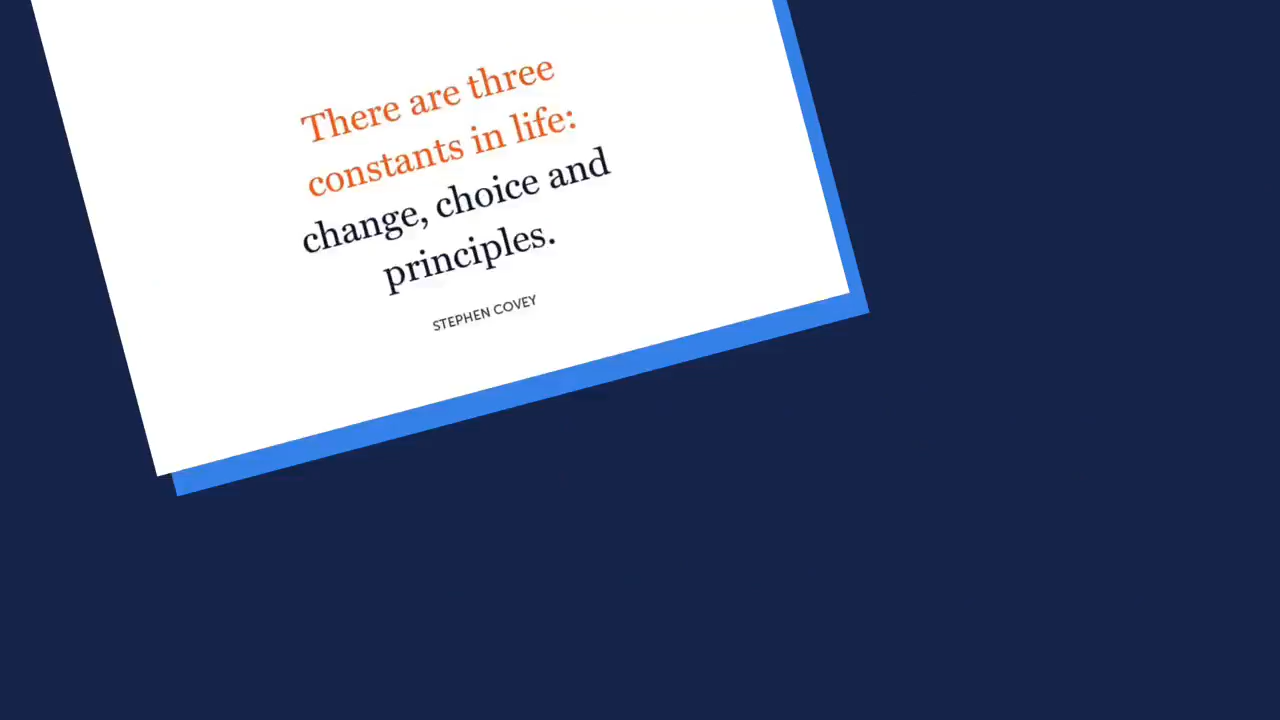 There are three
constants in life:
change, choice and
principles.
STEPHEN COVEY